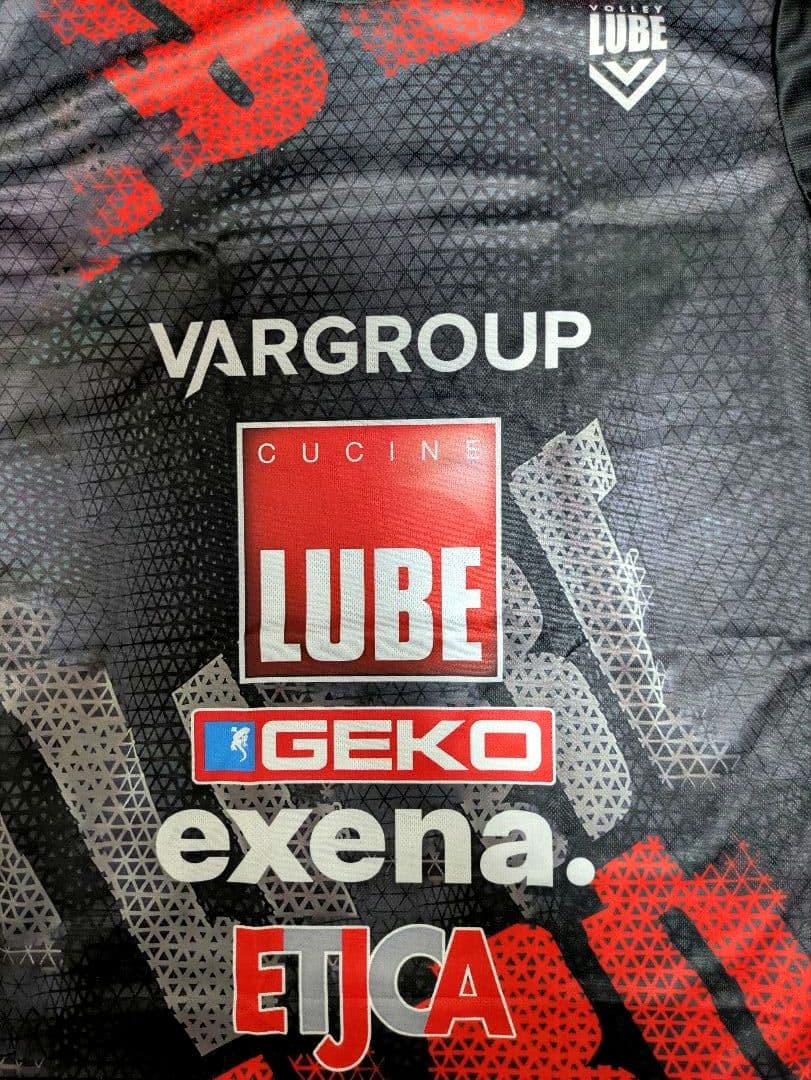 VOLLEY
LUBE
VARGROUP
CUCINE
LUBE
GEKO
exena.
ETJCA